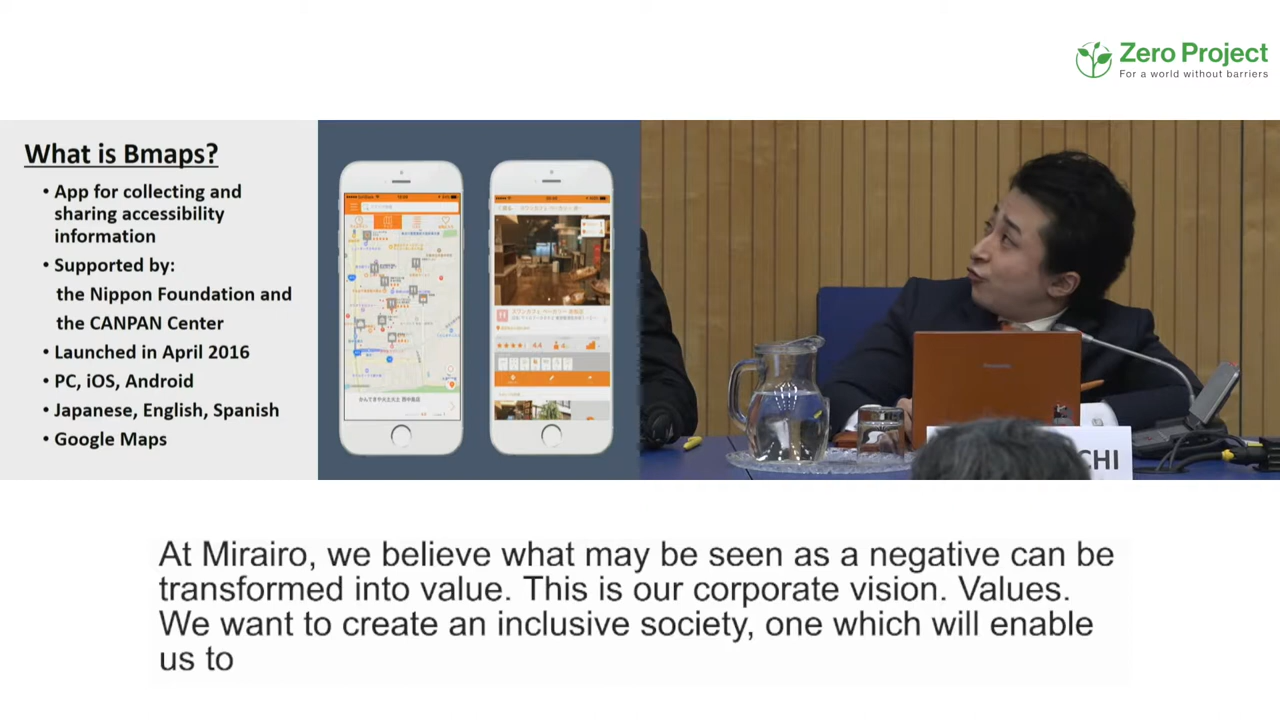 Zero Project
For a world without barriers
What is Bmaps?
• App for collecting and
sharing accessibility
information
• Supported by:
the Nippon Foundation and
the CANPAN Center
• Launched in April 2016
• PC, iOS, Android
• Japanese, English, Spanish
• Google Maps
4.4
Panasonic
CHI
At Mirairo, we believe what may be seen as a negative can be
transformed into value. This is our corporate vision. Values.
We want to create an inclusive society, one which will enable
us to